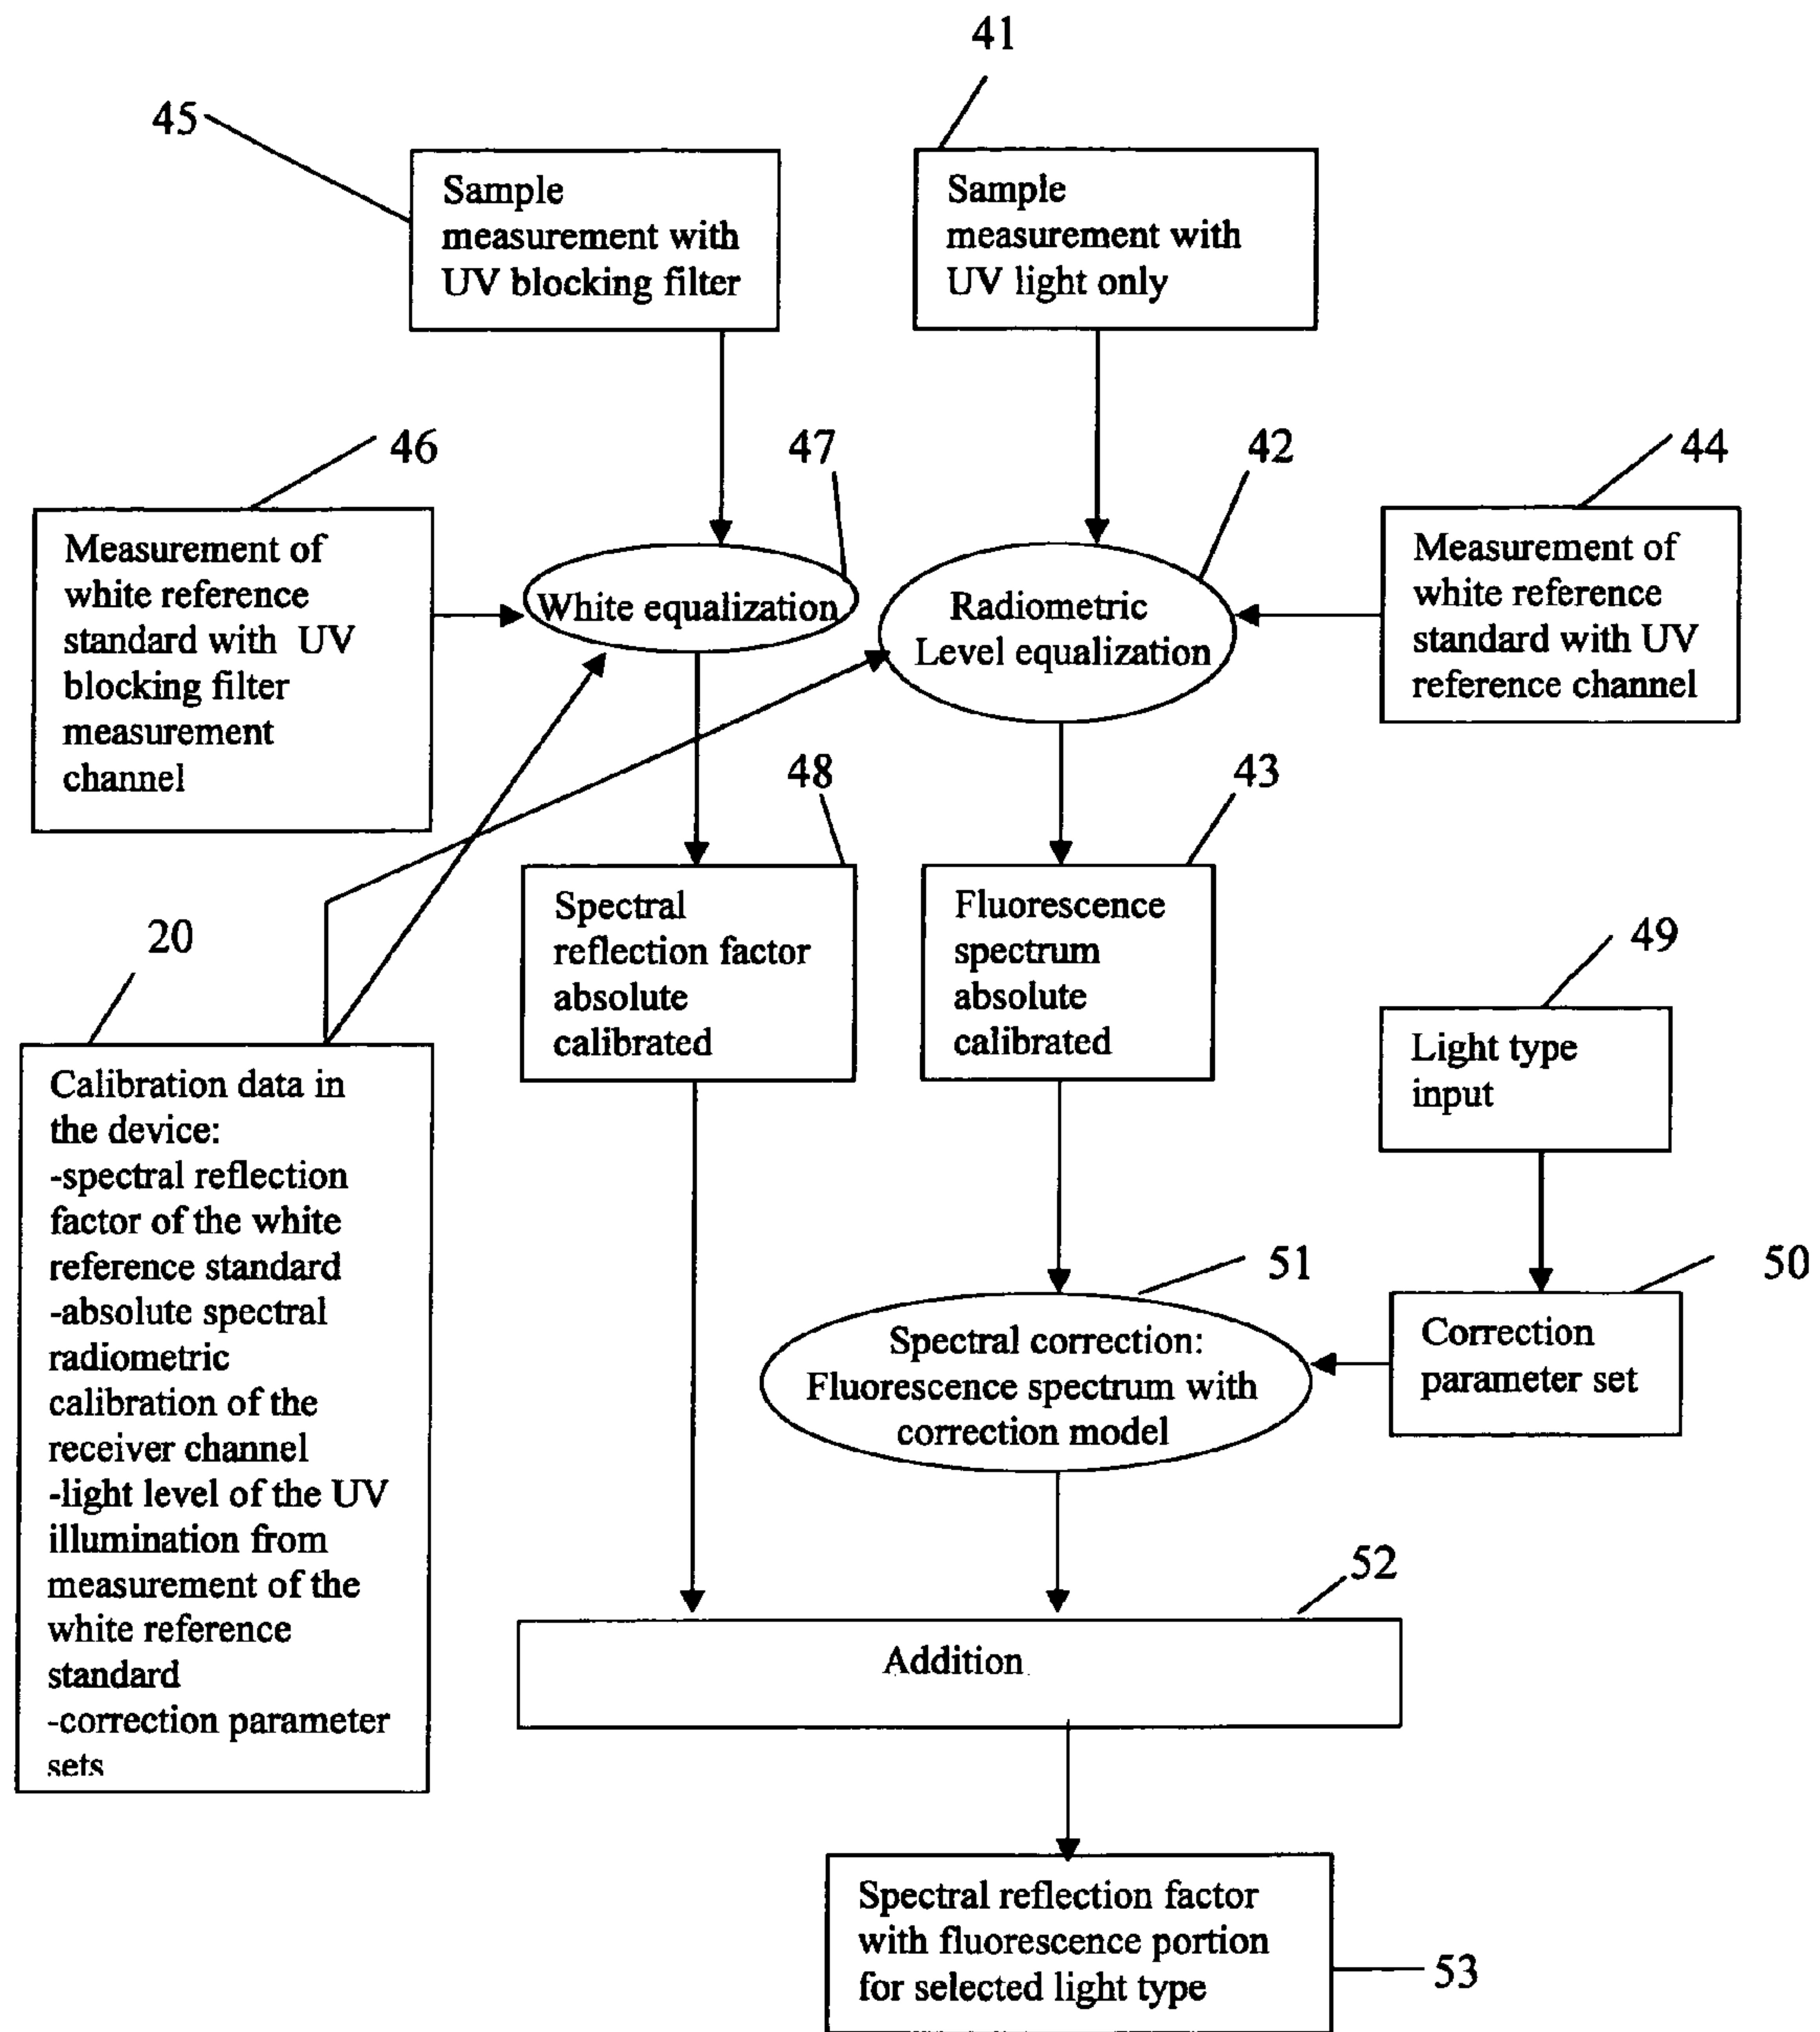 41
45
Sample
measurement with
UV blocking filter
Sample
measurement with
UV light only
46
47
42
44
Measurement of
white reference
standard with UV
blocking filter
measurement
channel
White equalization
Radiometric
Level equalization
Measurement of
white reference
standard with UV
reference channel
48
43
20
Spectral
reflection factor
absolute
calibrated
Fluorescence
spectrum
absolute
calibrated
49
Light type
input
Calibration data in
the device:
-spectral reflection
factor of the white
reference standard
-absolute spectral
radiometric
calibration of the
receiver channel
-light level of the UV
illumination from
measurement of the
white reference
standard
-correction parameter
sets
51
50
Spectral correction:
Fluorescence spectrum with
correction model
Correction
parameter set
52
Addition
Spectral reflection factor
with fluorescence portion
for selected light type
53